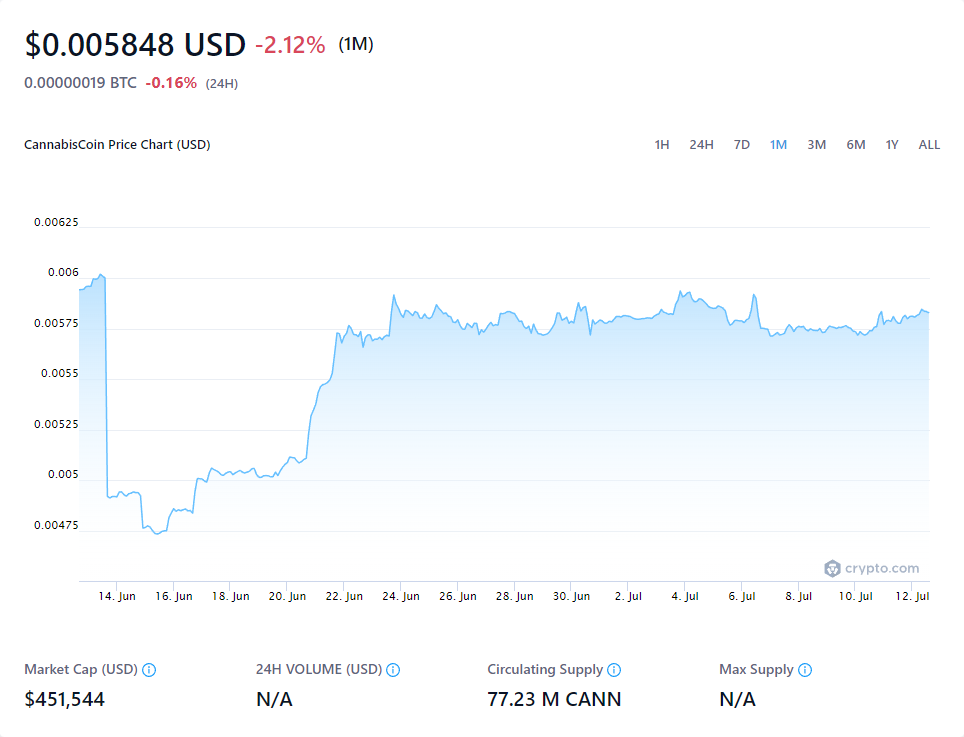 $0.005848 USD -2.12% (1M)
0.00000019 BTC -0.16% (24H)
CannabisCoin Price Chart (USD) 1H 24H 7D 1M 3M 6M 1Y ALL
0.00625
0.006
0.00575
0.0055
0.00525
0.005
0.00475
crypto.com
14. Jun 16. Jun 18. Jun 20. Jun 22. Jun 24. Jun 26. Jun 28. Jun 30. Jun 2. Jul 4. Jul 6. Jul 8. Jul 10. Jul 12. Jul
Market Cap (USD) 24H VOLUME (USD) Circulating Supply Max Supply
$451,544 N/A 77.23 M CANN N/A